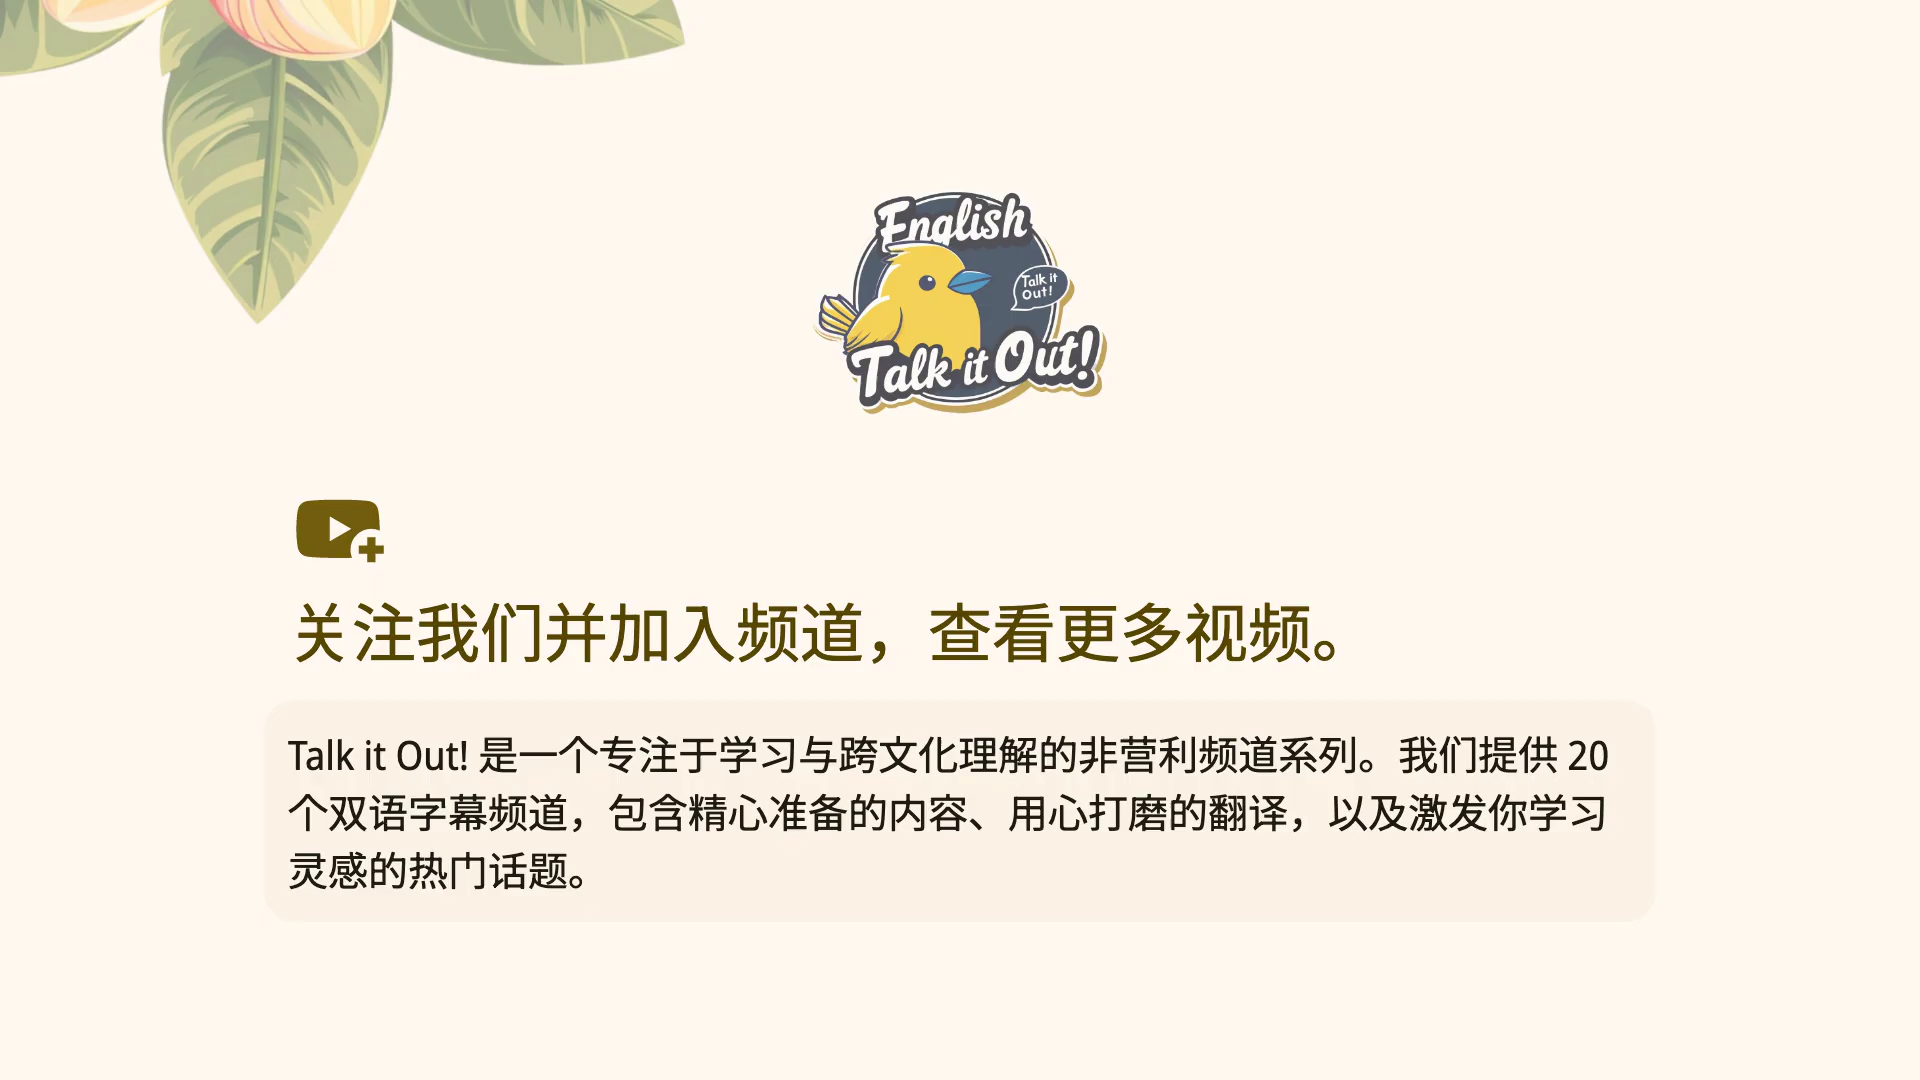 English
Talk it
Out!
Talk it Out!
关注我们并加入频道，查看更多视频。
Talk it Out! 是一个专注于学习与跨文化理解的非营利频道系列。我们提供 20
个双语字幕频道，包含精心准备的内容、用心打磨的翻译，以及激发你学习
灵感的热门话题。